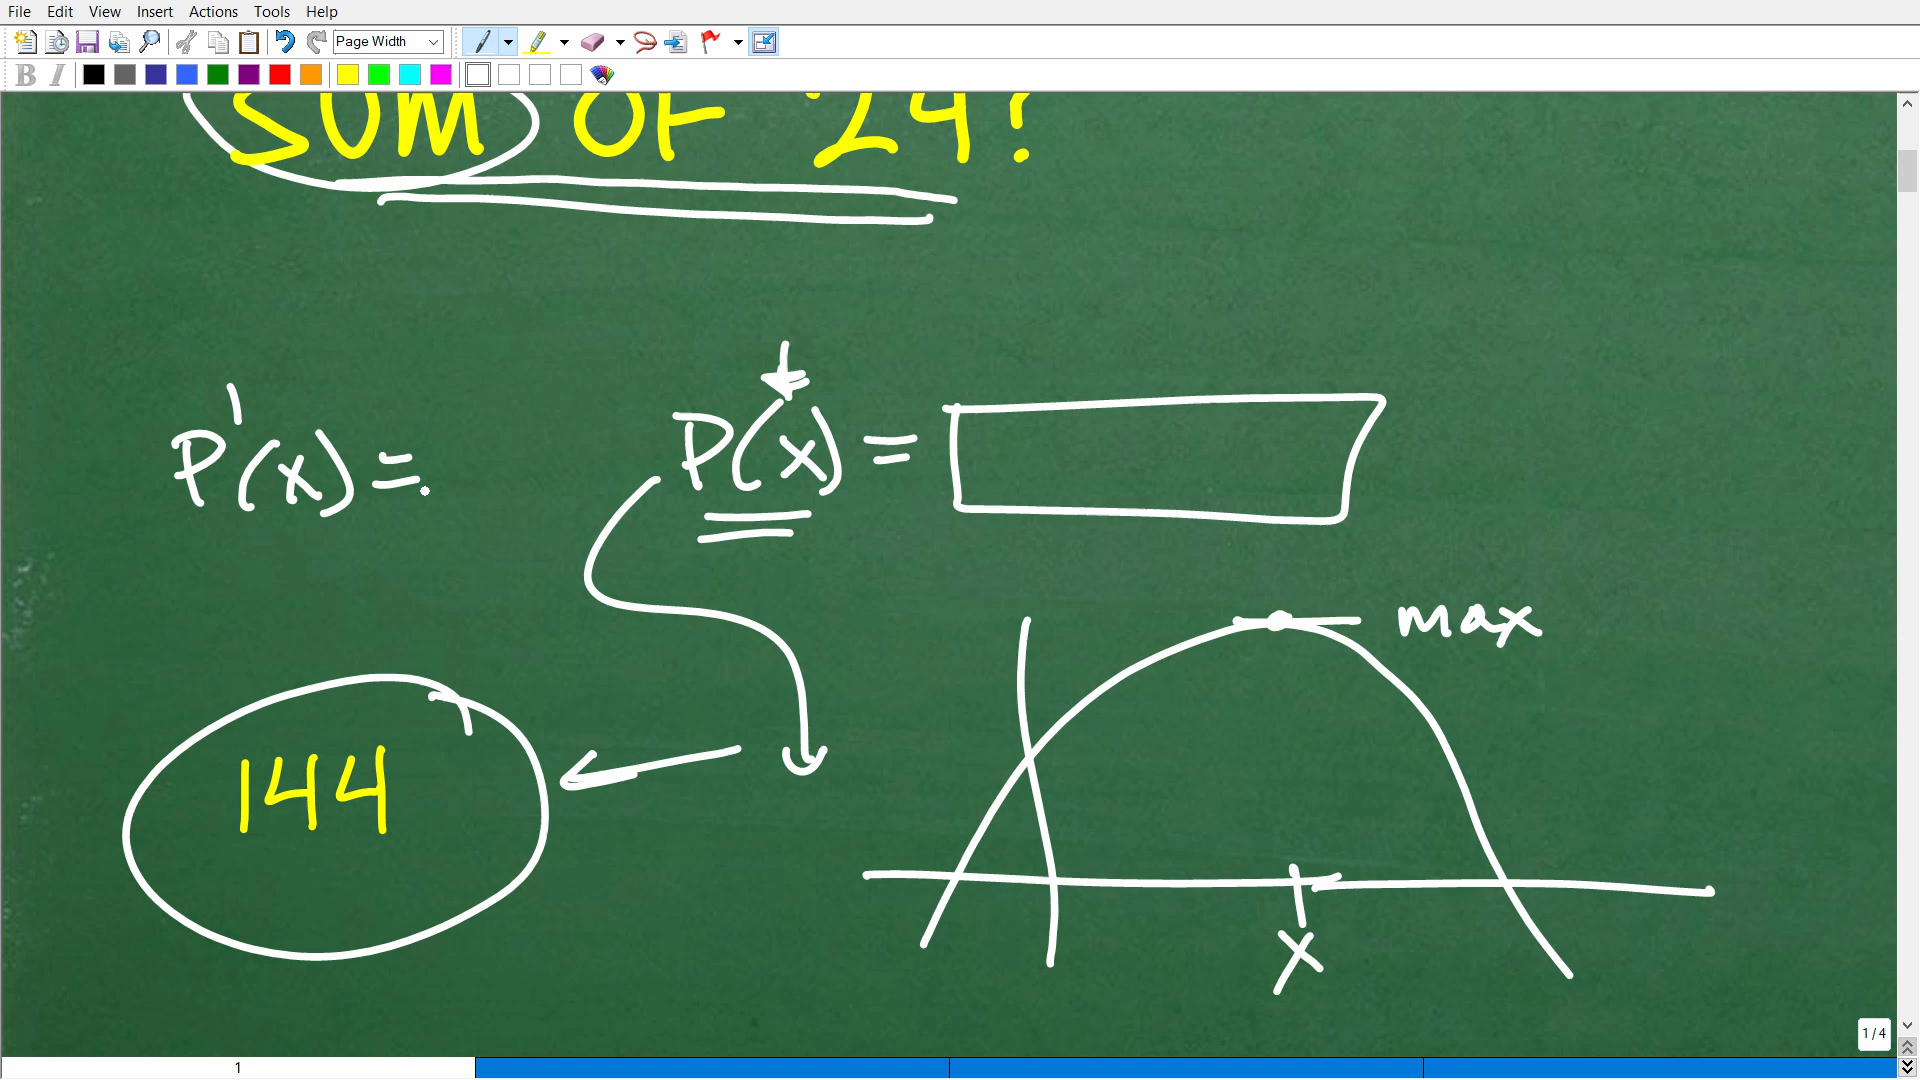 File Edit View Insert Actions Tools Help
Page Width
B I
SUM OF 24?
P'(x) =
P(x) =
max
144
x
1 / 4
1